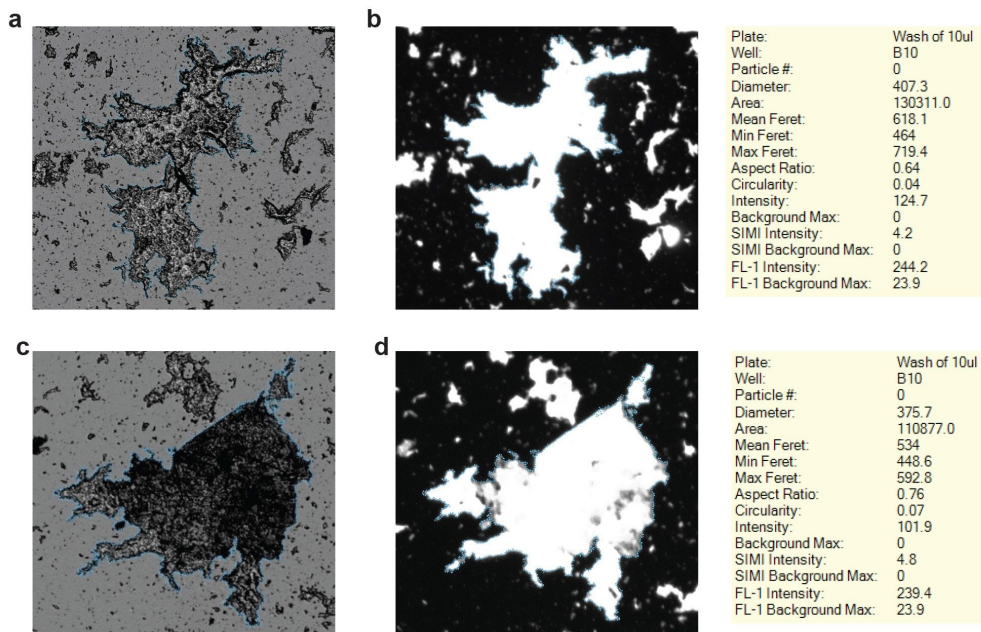 a
b
Plate: Wash of 10ul
Well: B10
Particle #: 0
Diameter: 407.3
Area: 130311.0
Mean Feret: 618.1
Min Feret: 464
Max Feret: 719.4
Aspect Ratio: 0.64
Circularity: 0.04
Intensity: 124.7
Background Max: 0
SIMI Intensity: 4.2
SIMI Background Max: 0
FL-1 Intensity: 244.2
FL-1 Background Max: 23.9
c
d
Plate: Wash of 10ul
Well: B10
Particle #: 0
Diameter: 375.7
Area: 110877.0
Mean Feret: 534
Min Feret: 448.6
Max Feret: 592.8
Aspect Ratio: 0.76
Circularity: 0.07
Intensity: 101.9
Background Max: 0
SIMI Intensity: 4.8
SIMI Background Max: 0
FL-1 Intensity: 239.4
FL-1 Background Max: 23.9